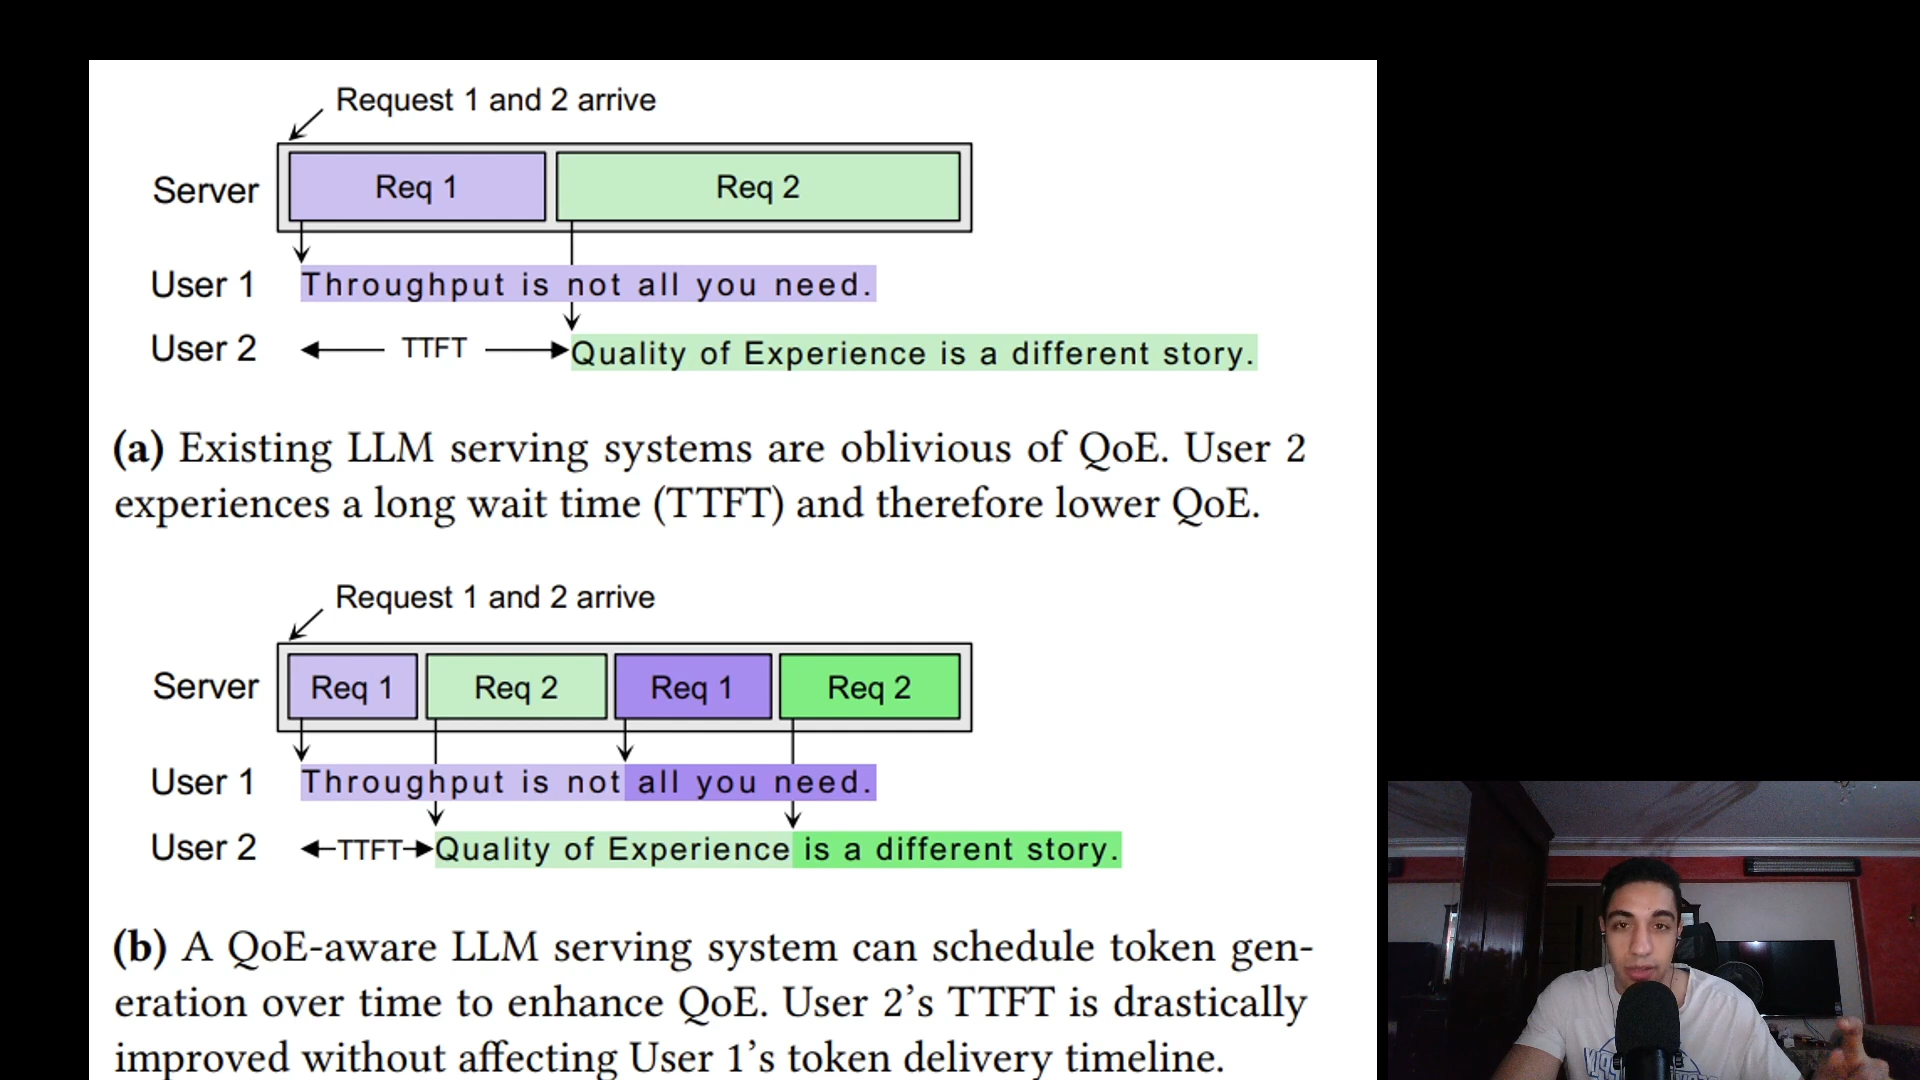 Request 1 and 2 arrive
Server
Req 1
Req 2
User 1
Throughput is not all you need.
User 2
TTFT
Quality of Experience is a different story.
(a) Existing LLM serving systems are oblivious of QoE. User 2
experiences a long wait time (TTFT) and therefore lower QoE.
Request 1 and 2 arrive
Server
Req 1
Req 2
Req 1
Req 2
User 1
Throughput is not all you need.
User 2
TTFT
Quality of Experience is a different story.
(b) A QoE-aware LLM serving system can schedule token gen-
eration over time to enhance QoE. User 2’s TTFT is drastically
improved without affecting User 1’s token delivery timeline.